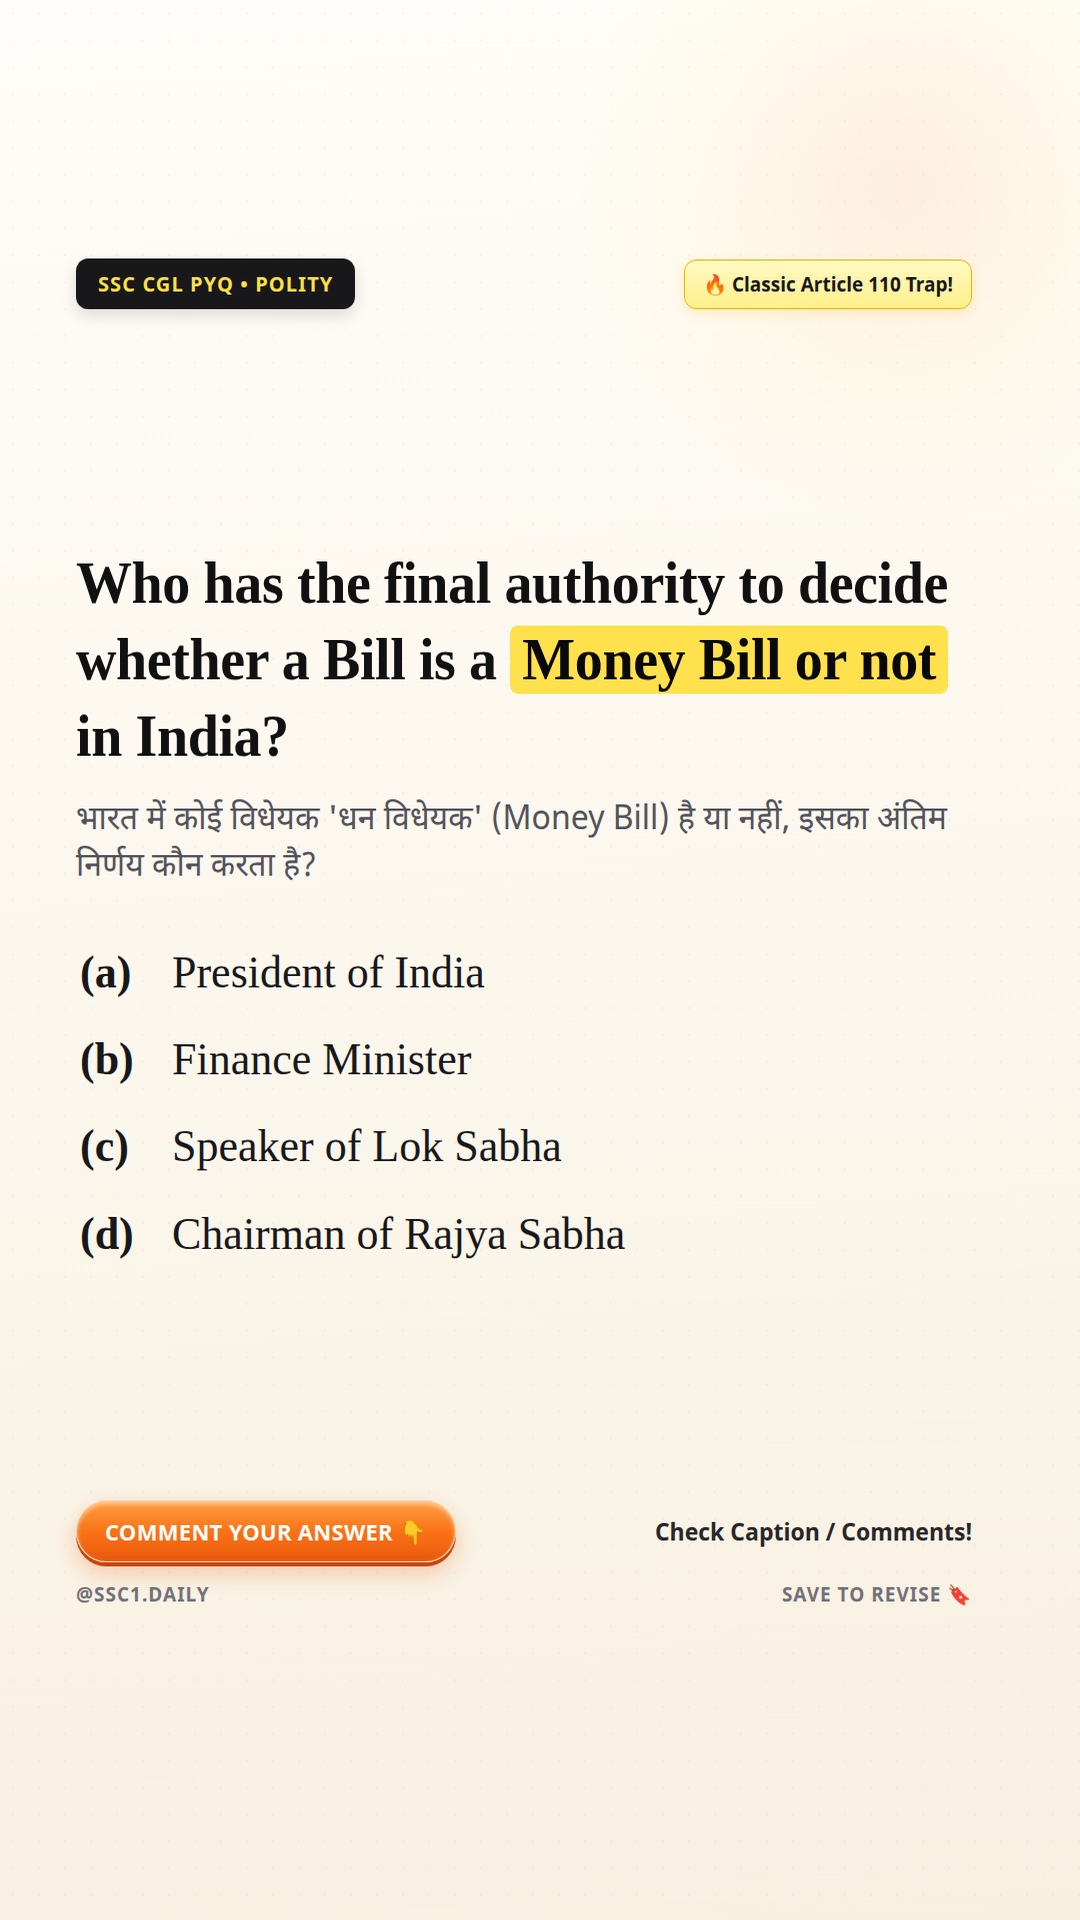 SSC CGL PYQ • POLITY
🔥 Classic Article 110 Trap!
Who has the final authority to decide
whether a Bill is a Money Bill or not
in India?
भारत में कोई विधेयक 'धन विधेयक' (Money Bill) है या नहीं, इसका अंतिम
निर्णय कौन करता है?
(a) President of India
(b) Finance Minister
(c) Speaker of Lok Sabha
(d) Chairman of Rajya Sabha
COMMENT YOUR ANSWER 👇
Check Caption / Comments!
@SSC1.DAILY
SAVE TO REVISE 🔖